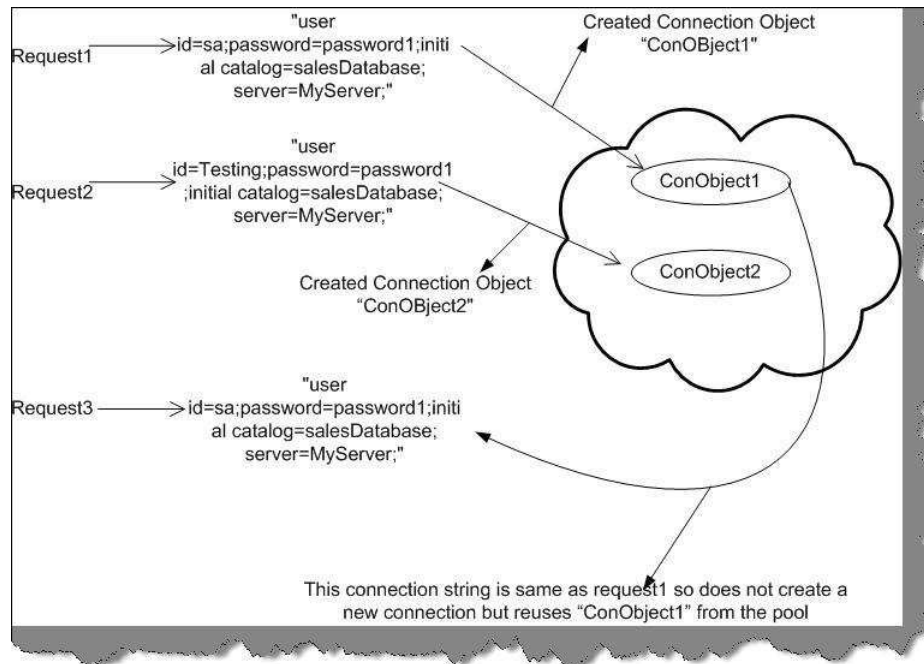 Request1
"user
id=sa;password=password1;initi
al catalog=salesDatabase;
server=MyServer;"
Created Connection Object
“ConOBject1"
Request2
"user
id=Testing;password=password1
;initial catalog=salesDatabase;
server=MyServer;"
Created Connection Object
“ConOBject2"
ConObject1
ConObject2
Request3
"user
id=sa;password=password1;initi
al catalog=salesDatabase;
server=MyServer;"
This connection string is same as request1 so does not create a
new connection but reuses “ConObject1” from the pool